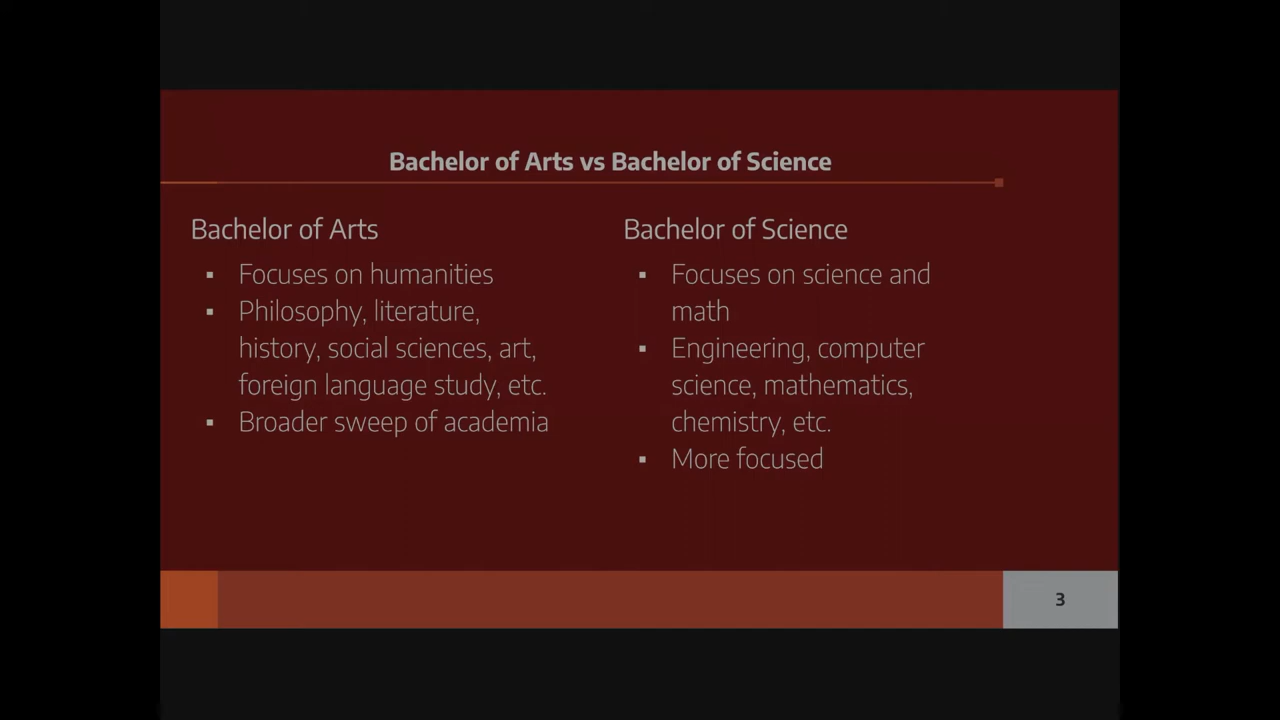 Bachelor of Arts vs Bachelor of Science
Bachelor of Arts
▪ Focuses on humanities
▪ Philosophy, literature,
history, social sciences, art,
foreign language study, etc.
▪ Broader sweep of academia
Bachelor of Science
▪ Focuses on science and
math
▪ Engineering, computer
science, mathematics,
chemistry, etc.
▪ More focused
3